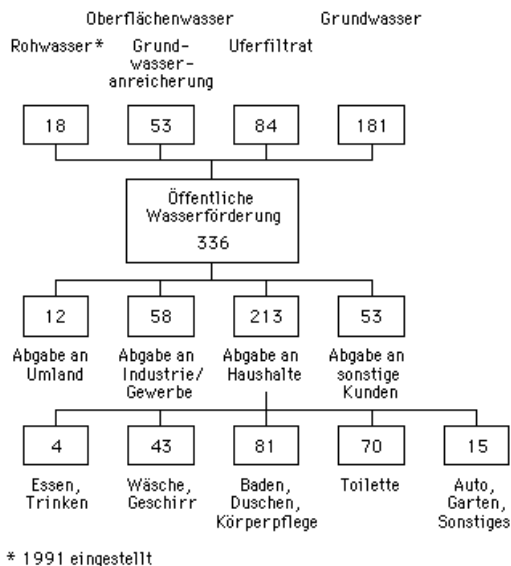 Oberflächenwasser Grundwasser
Rohwasser* Grund- Uferfiltrat
wasser-
anreicherung
18 53 84 181
Öffentliche
Wasserförderung
336
12 58 213 53
Abgabe an Abgabe an Abgabe an Abgabe an
Umland Industrie/ Haushalte sonstige
Gewerbe Kunden
4 43 81 70 15
Essen, Wäsche, Baden, Toilette Auto,
Trinken Geschirr Duschen, Garten,
Körperpflege Sonstiges
* 1991 eingestellt